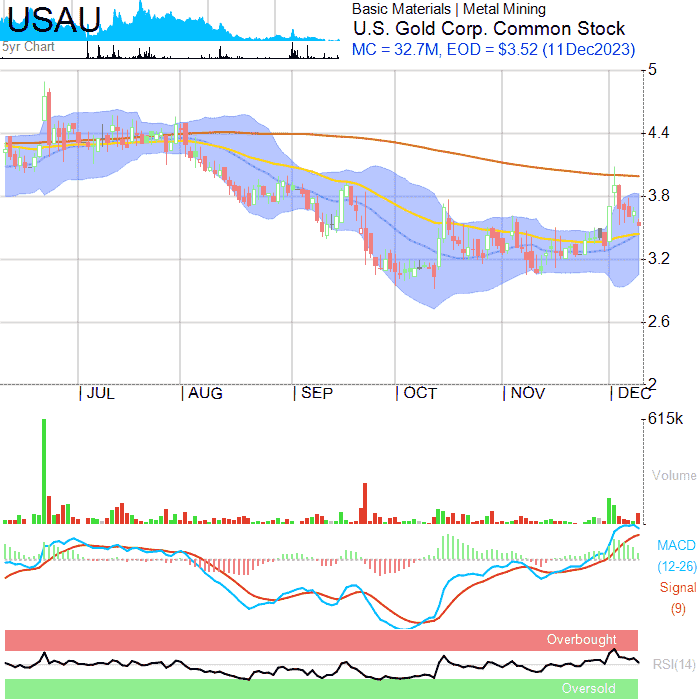 USAU
5yr Chart
Basic Materials | Metal Mining
U.S. Gold Corp. Common Stock
MC = 32.7M, EOD = $3.52 (11Dec2023)
5
4.4
3.8
3.2
2.6
2
JUL
AUG
SEP
OCT
NOV
DEC
615k
Volume
MACD
(12-26)
Signal
(9)
Overbought
RSI(14)
Oversold